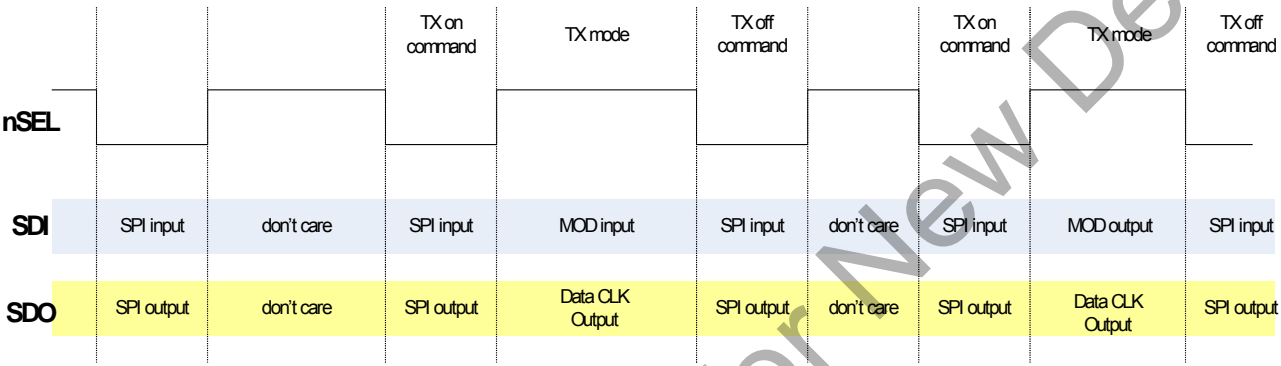 TX on command TX mode TX off command TX on command TX mode TX off command
nSEL
SDI SPI input don't care SPI input MOD input SPI input don't care SPI input MOD output SPI input
SDO SPI output don't care SPI output Data CLK Output SPI output don't care SPI output Data CLK Output SPI output
or New De